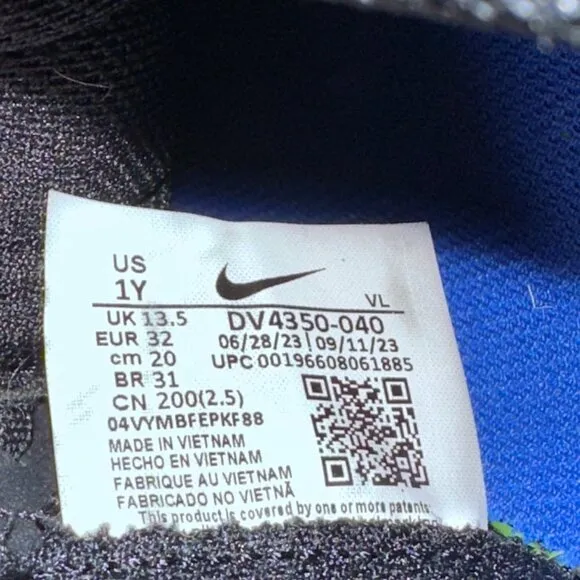 US
1Y
VL
UK 13.5
EUR 32
cm 20
BR 31
CN 200(2.5)
DV4350-040
06/28/23 | 09/11/23
UPC 00196608061885
04VYMBFEPKF88
MADE IN VIETNAM
HECHO EN VIETNAM
FABRIQUE AU VIETNAM
FABRICADO NO VIETNÃ
This product is covered by one or more patents